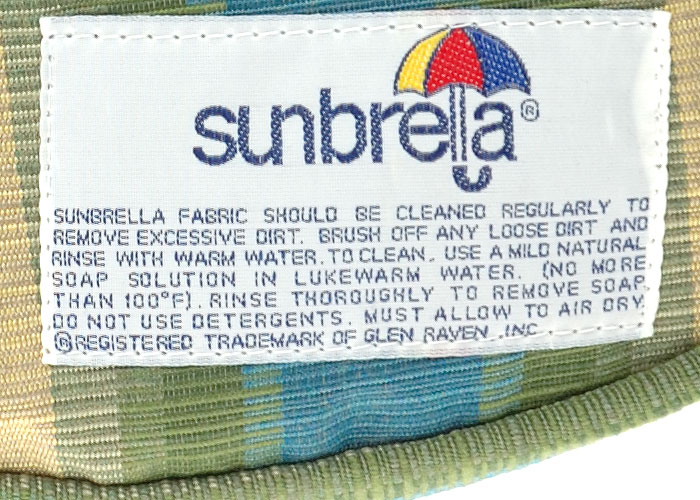 sunbrella®
SUNBRELLA FABRIC SHOULD BE CLEANED REGULARLY TO
REMOVE EXCESSIVE DIRT. BRUSH OFF ANY LOOSE DIRT AND
RINSE WITH WARM WATER. TO CLEAN, USE A MILD NATURAL
SOAP SOLUTION IN LUKEWARM WATER. (NO MORE
THAN 100°F). RINSE THOROUGHLY TO REMOVE SOAP.
DO NOT USE DETERGENTS. MUST ALLOW TO AIR DRY.
®REGISTERED TRADEMARK OF GLEN RAVEN, INC